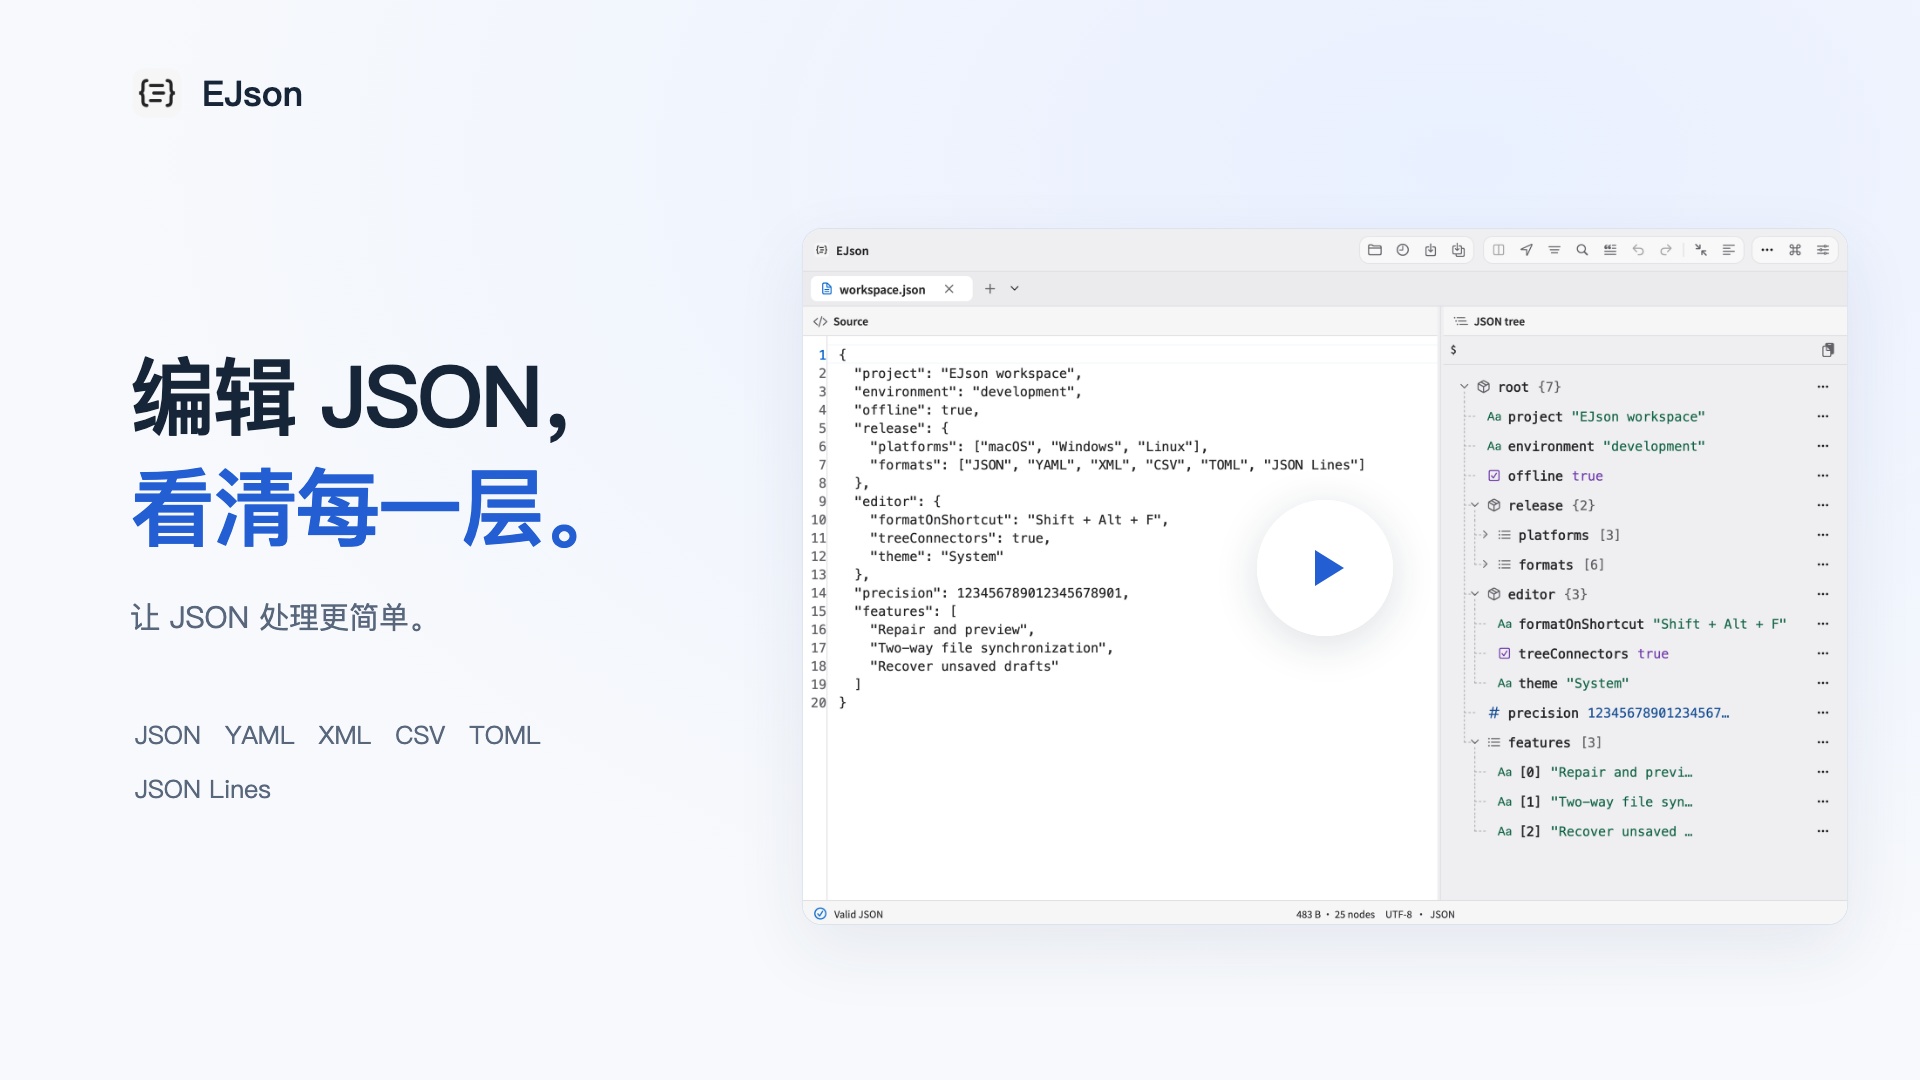 EJson
编辑 JSON，
看清每一层。
让 JSON 处理更简单。
JSON YAML XML CSV TOML
JSON Lines
EJson
workspace.json
Source
1 {
2   "project": "EJson workspace",
3   "environment": "development",
4   "offline": true,
5   "release": {
6     "platforms": ["macOS", "Windows", "Linux"],
7     "formats": ["JSON", "YAML", "XML", "CSV", "TOML", "JSON Lines"]
8   },
9   "editor": {
10     "formatOnShortcut": "Shift + Alt + F",
11     "treeConnectors": true,
12     "theme": "System"
13   },
14   "precision": 123456789012345678901,
15   "features": [
16     "Repair and preview",
17     "Two-way file synchronization",
18     "Recover unsaved drafts"
19   ]
20 }
JSON tree
$
root {7}
Aa project "EJson workspace"
Aa environment "development"
offline true
release {2}
platforms [3]
formats [6]
editor {3}
Aa formatOnShortcut "Shift + Alt + F"
treeConnectors true
Aa theme "System"
# precision 12345678901234567…
features [3]
Aa [0] "Repair and previ…
Aa [1] "Two-way file syn…
Aa [2] "Recover unsaved …
Valid JSON
483 B • 25 nodes UTF-8 • JSON